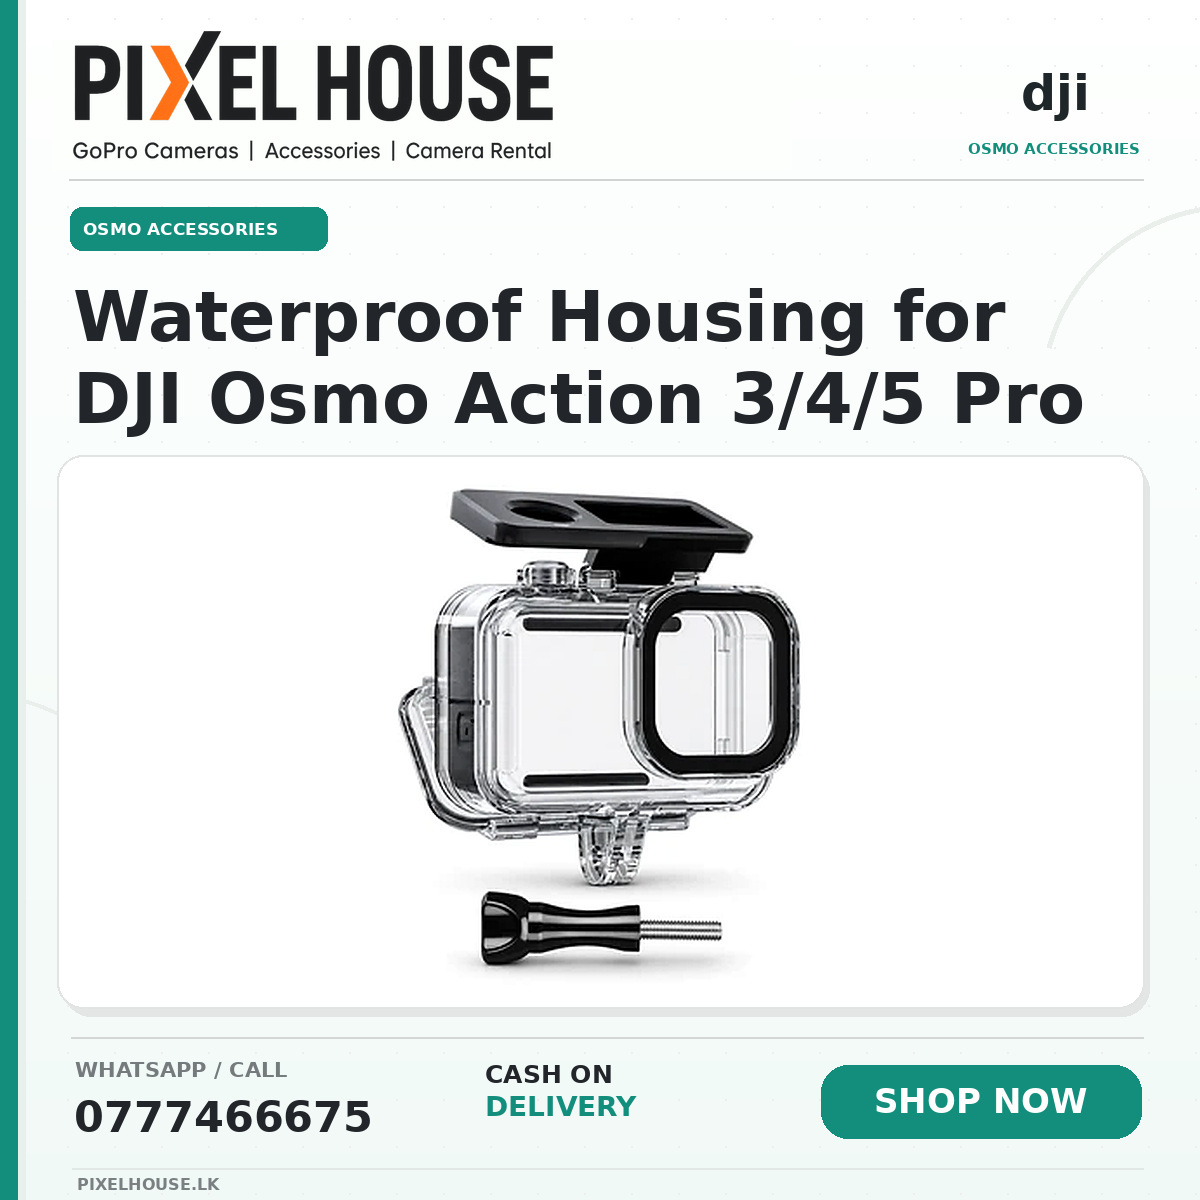 PIXEL HOUSE
GoPro Cameras | Accessories | Camera Rental
dji
OSMO ACCESSORIES
OSMO ACCESSORIES
Waterproof Housing for
DJI Osmo Action 3/4/5 Pro
WHATSAPP / CALL
0777466675
CASH ON
DELIVERY
SHOP NOW
PIXELHOUSE.LK